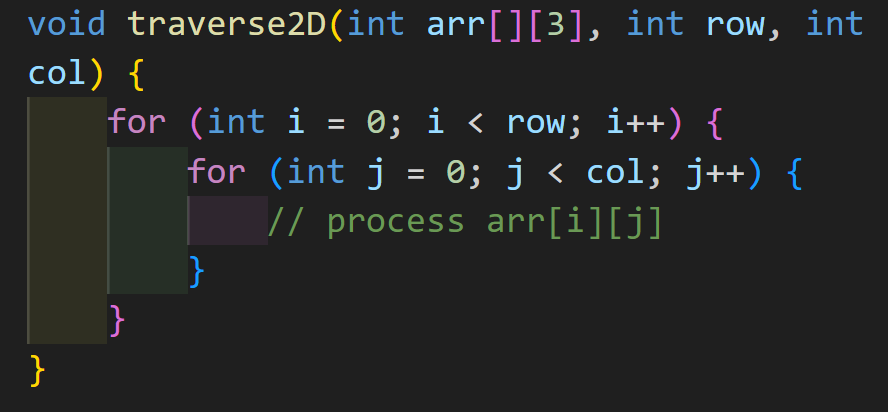 void traverse2D(int arr[][3], int row, int
col) {
for (int i = 0; i < row; i++) {
for (int j = 0; j < col; j++) {
// process arr[i][j]
}
}
}